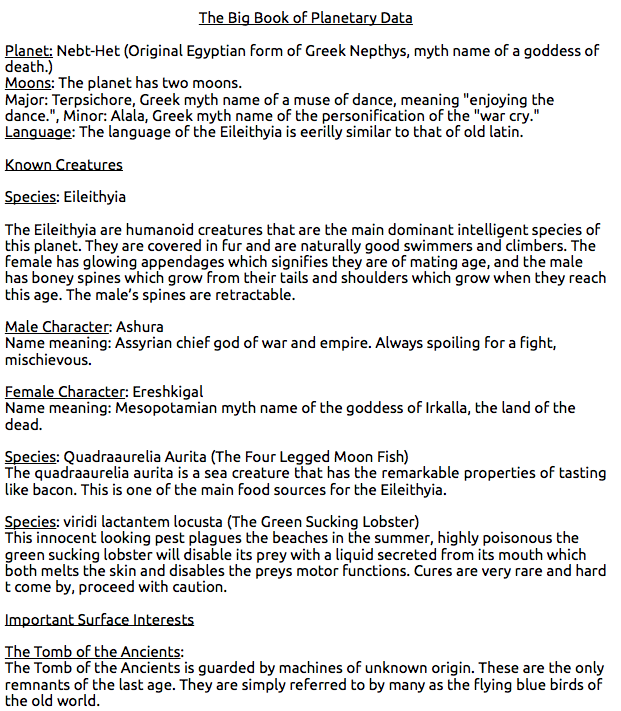 The Big Book of Planetary Data
Planet: Nebt-Het (Original Egyptian form of Greek Nepthys, myth name of a goddess of
death.)
Moons: The planet has two moons.
Major: Terpsichore, Greek myth name of a muse of dance, meaning "enjoying the
dance.", Minor: Alala, Greek myth name of the personification of the "war cry."
Language: The language of the Eileithyia is eerilly similar to that of old latin.
Known Creatures
Species: Eileithyia
The Eileithyia are humanoid creatures that are the main dominant intelligent species of
this planet. They are covered in fur and are naturally good swimmers and climbers. The
female has glowing appendages which signifies they are of mating age, and the male
has boney spines which grow from their tails and shoulders which grow when they reach
this age. The male's spines are retractable.
Male Character: Ashura
Name meaning: Assyrian chief god of war and empire. Always spoiling for a fight,
mischievous.
Female Character: Ereshkigal
Name meaning: Mesopotamian myth name of the goddess of Irkalla, the land of the
dead.
Species: Quadraaurelia Aurita (The Four Legged Moon Fish)
The quadraaurelia aurita is a sea creature that has the remarkable properties of tasting
like bacon. This is one of the main food sources for the Eileithyia.
Species: viridi lactantem locusta (The Green Sucking Lobster)
This innocent looking pest plagues the beaches in the summer, highly poisonous the
green sucking lobster will disable its prey with a liquid secreted from its mouth which
both melts the skin and disables the preys motor functions. Cures are very rare and hard
t come by, proceed with caution.
Important Surface Interests
The Tomb of the Ancients:
The Tomb of the Ancients is guarded by machines of unknown origin. These are the only
remnants of the last age. They are simply referred to by many as the flying blue birds of
the old world.